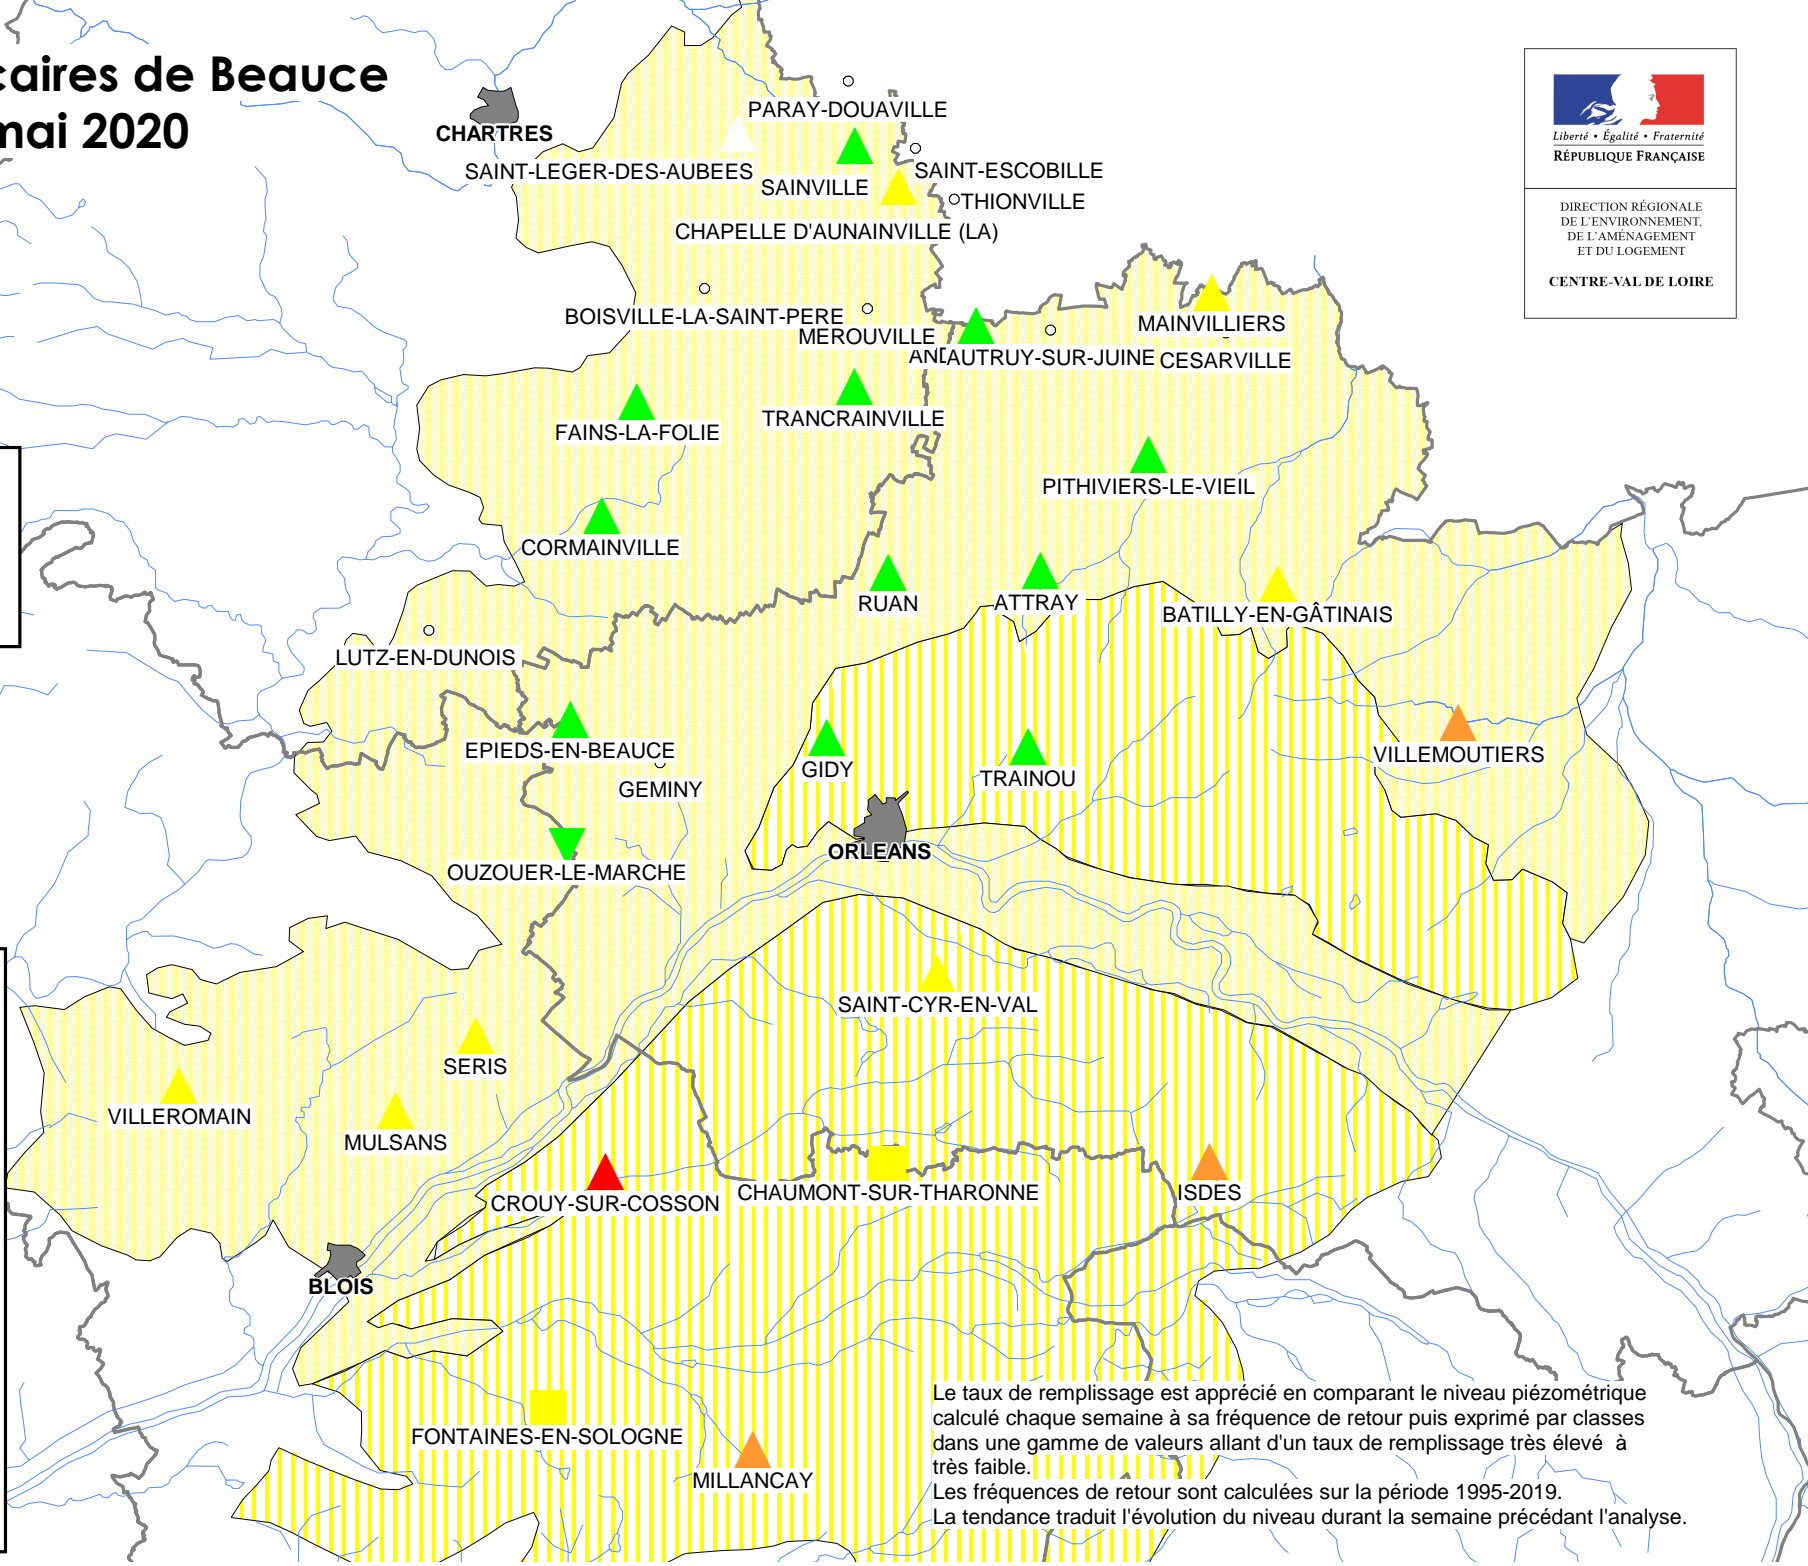 caires de Beauce
mai 2020
Liberté • Égalité • Fraternité
RÉPUBLIQUE FRANÇAISE
DIRECTION RÉGIONALE
DE L'ENVIRONNEMENT,
DE L'AMÉNAGEMENT
ET DU LOGEMENT
CENTRE-VAL DE LOIRE
CHARTRES
PARAY-DOUAVILLE
SAINT-LEGER-DES-AUBEES
SAINVILLE
SAINT-ESCOBILLE
THIONVILLE
CHAPELLE D'AUNAINVILLE (LA)
BOISVILLE-LA-SAINT-PERE
MEROUVILLE
MAINVILLIERS
AUTRUY-SUR-JUINE
CESARVILLE
FAINS-LA-FOLIE
TRANCRAINVILLE
PITHIVIERS-LE-VIEIL
CORMAINVILLE
RUAN
ATTRAY
BATILLY-EN-GÂTINAIS
LUTZ-EN-DUNOIS
EPIEDS-EN-BEAUCE
GEMINY
GIDY
TRAINOU
VILLEMOUTIERS
ORLEANS
OUZOUER-LE-MARCHE
SAINT-CYR-EN-VAL
SERIS
VILLEROMAIN
MULSANS
CROUY-SUR-COSSON
CHAUMONT-SUR-THARONNE
ISDES
BLOIS
FONTAINES-EN-SOLOGNE
MILLANCAY
Le taux de remplissage est apprécié en comparant le niveau piézométrique
calculé chaque semaine à sa fréquence de retour puis exprimé par classes
dans une gamme de valeurs allant d'un taux de remplissage très élevé à
très faible.
Les fréquences de retour sont calculées sur la période 1995-2019.
La tendance traduit l'évolution du niveau durant la semaine précédant l'analyse.